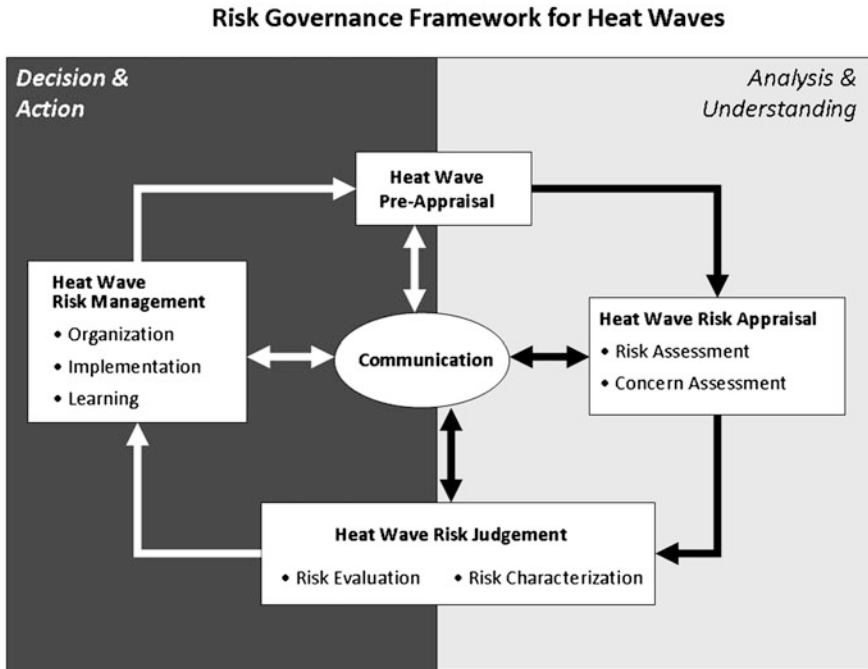 Risk Governance Framework for Heat Waves
Decision &
Action
Analysis &
Understanding
Heat Wave
Pre-Appraisal
Heat Wave
Risk Management
• Organization
• Implementation
• Learning
Communication
Heat Wave Risk Appraisal
• Risk Assessment
• Concern Assessment
Heat Wave Risk Judgement
• Risk Evaluation • Risk Characterization